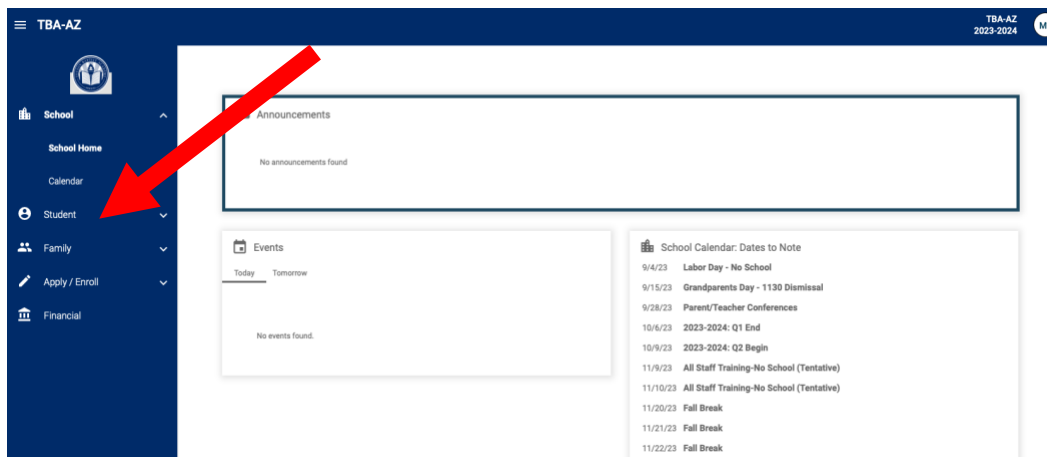 TBA-AZ
TBA-AZ
2023-2024
M
School
School Home
Calendar
Student
Family
Apply / Enroll
Financial
Announcements
No announcements found
Events
Today Tomorrow
No events found.
School Calendar: Dates to Note
9/4/23 Labor Day - No School
9/15/23 Grandparents Day - 1130 Dismissal
9/28/23 Parent/Teacher Conferences
10/6/23 2023-2024: Q1 End
10/9/23 2023-2024: Q2 Begin
11/9/23 All Staff Training-No School (Tentative)
11/10/23 All Staff Training-No School (Tentative)
11/20/23 Fall Break
11/21/23 Fall Break
11/22/23 Fall Break